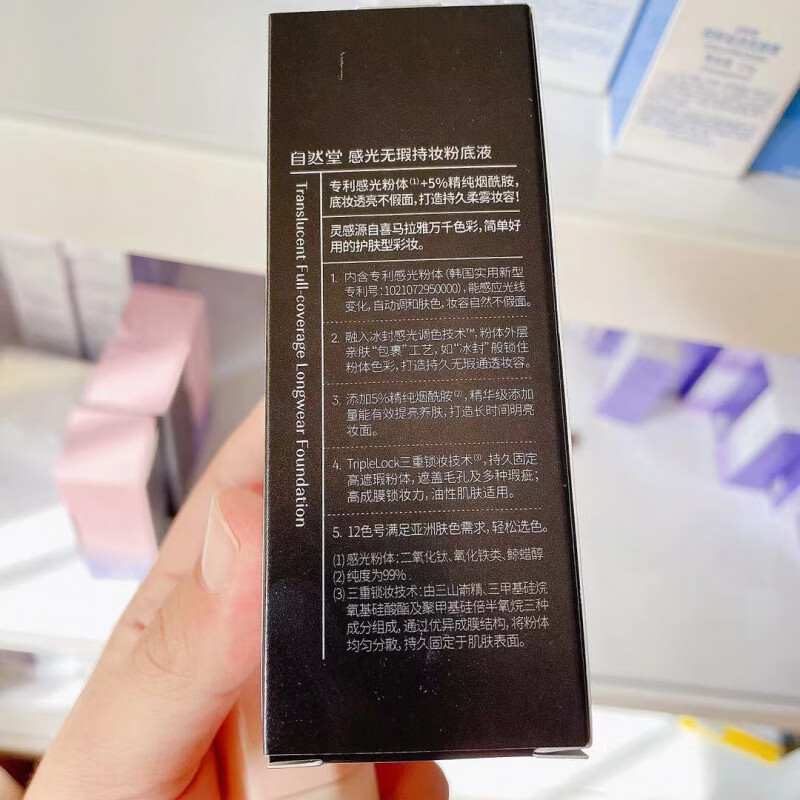 自然堂 感光无瑕持妆粉底液
Translucent Full-coverage Longwear Foundation
专利感光粉体(1)+5%精纯烟酰胺,
底妆透亮不假面,打造持久柔雾妆容!
灵感源自喜马拉雅万千色彩,简单好
用的护肤型彩妆。
1. 内含专利感光粉体(韩国实用新型
专利号:1021072950000),能感应光线
变化,自动调和肤色,妆容自然不假面。
2. 融入冰封感光调色技术™,粉体外层
亲肤“包裹”工艺,如“冰封”般锁住
粉体色彩,打造持久无瑕通透妆容。
3. 添加5%精纯烟酰胺(2),精华级添加
量能有效提亮养肤,打造长时间明亮
妆面。
4. TripleLock三重锁妆技术(3),持久固定
高遮瑕粉体,遮盖毛孔及多种瑕疵;
高成膜锁妆力,油性肌肤适用。
5. 12色号满足亚洲肤色需求,轻松选色。
(1)感光粉体:二氧化钛、氧化铁类、鲸蜡醇
(2)纯度为99%
(3)三重锁妆技术:由三山嵛精、三甲基硅烷
氧基硅酸酯及聚甲基硅倍半氧烷三种
成分组成,通过优异成膜结构,将粉体
均匀分散,持久固定于肌肤表面。